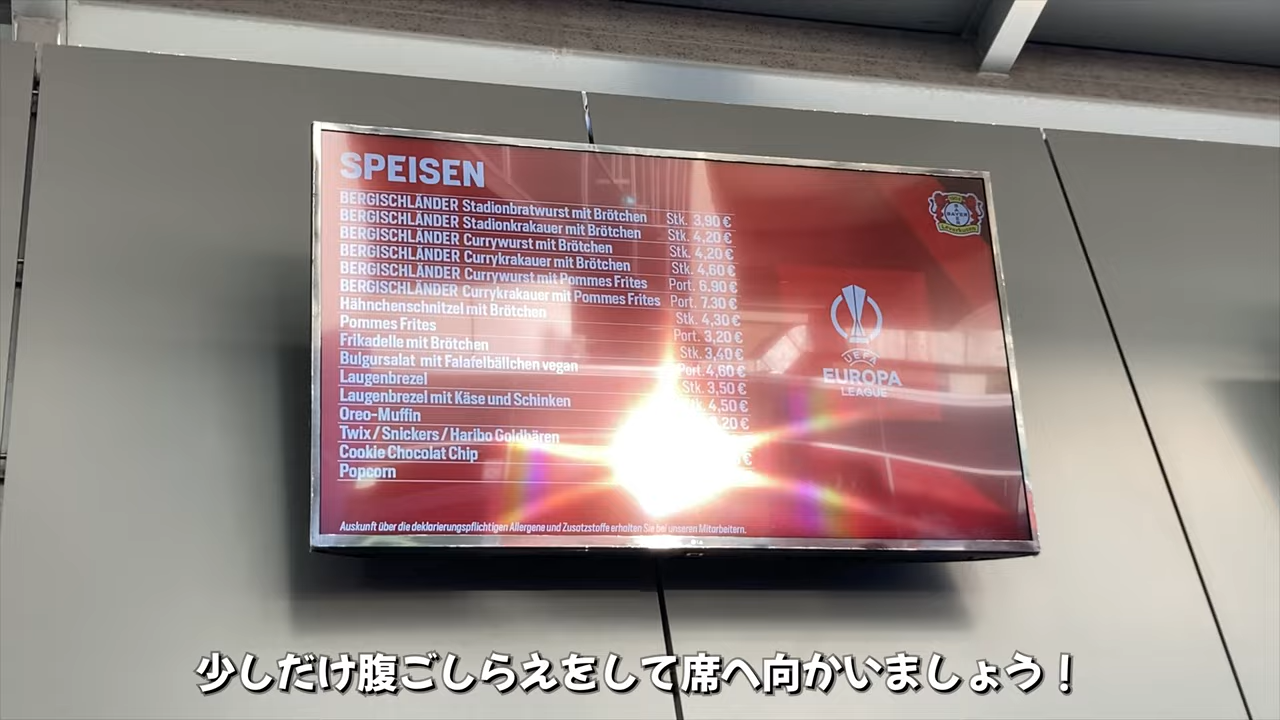 SPEISEN
BERGISCHLÄNDER Stadionbratwurst mit Brötchen Stk. 3,90 €
BERGISCHLÄNDER Stadionkrakauer mit Brötchen Stk. 4,20 €
BERGISCHLÄNDER Currywurst mit Brötchen Stk. 4,20 €
BERGISCHLÄNDER Currykrakauer mit Brötchen Stk. 4,60 €
BERGISCHLÄNDER Currywurst mit Pommes Frites Port. 6,90 €
BERGISCHLÄNDER Currykrakauer mit Pommes Frites Port. 7,30 €
Hähnchenschnitzel mit Brötchen Stk. 4,30 €
Pommes Frites Port. 3,20 €
Frikadelle mit Brötchen Stk. 3,40 €
Bulgursalat mit Falafelbällchen vegan Port. 4,60 €
Laugenbrezel Stk. 3,50 €
Laugenbrezel mit Käse und Schinken Stk. 4,50 €
Oreo-Muffin
Twix / Snickers / Haribo Goldbären
Cookie Chocolat Chip
Popcorn
Auskunft über die deklarierungspflichtigen Allergene und Zusatzstoffe erhalten Sie bei unseren Mitarbeitern.
BAYER
Leverkusen
UEFA
EUROPA
LEAGUE
少しだけ腹ごしらえをして席へ向かいましょう！